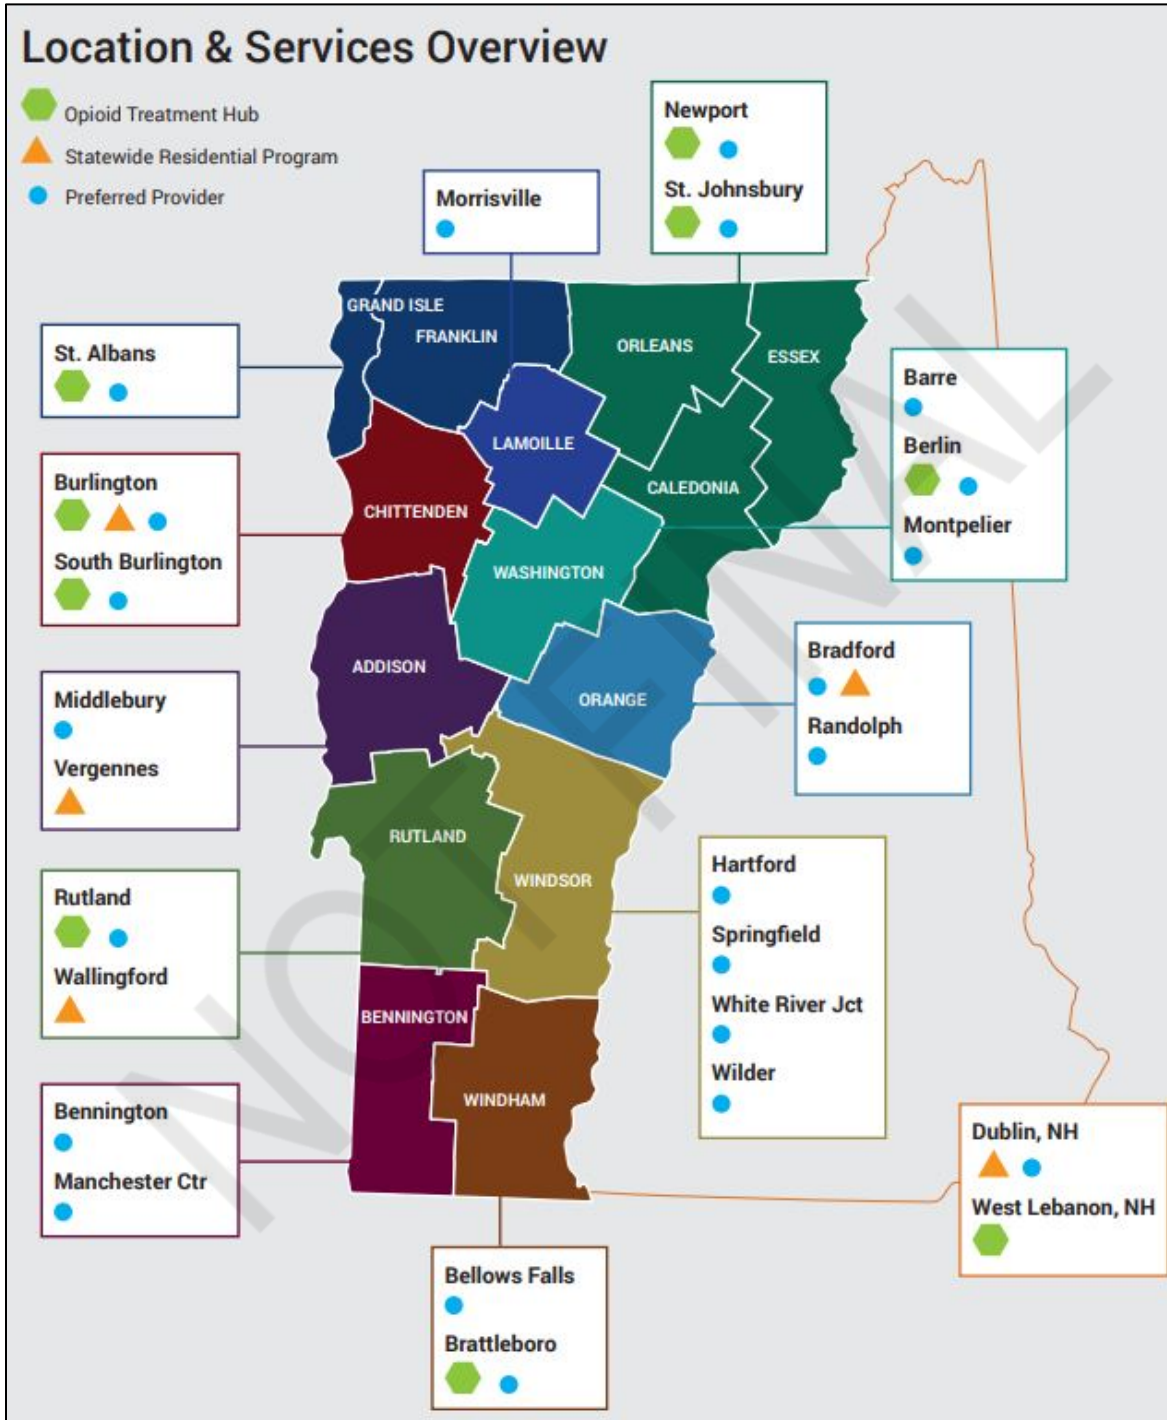 Location & Services Overview
Opioid Treatment Hub
Statewide Residential Program
Preferred Provider
Newport
St. Johnsbury
Morrisville
St. Albans
Burlington
South Burlington
Middlebury
Vergennes
Rutland
Wallingford
Bennington
Manchester Ctr
GRAND ISLE
FRANKLIN
ORLEANS
ESSEX
LAMOILLE
CALEDONIA
CHITTENDEN
WASHINGTON
ADDISON
ORANGE
RUTLAND
WINDSOR
BENNINGTON
WINDHAM
Barre
Berlin
Montpelier
Bradford
Randolph
Hartford
Springfield
White River Jct
Wilder
Dublin, NH
West Lebanon, NH
Bellows Falls
Brattleboro
NOT FINAL